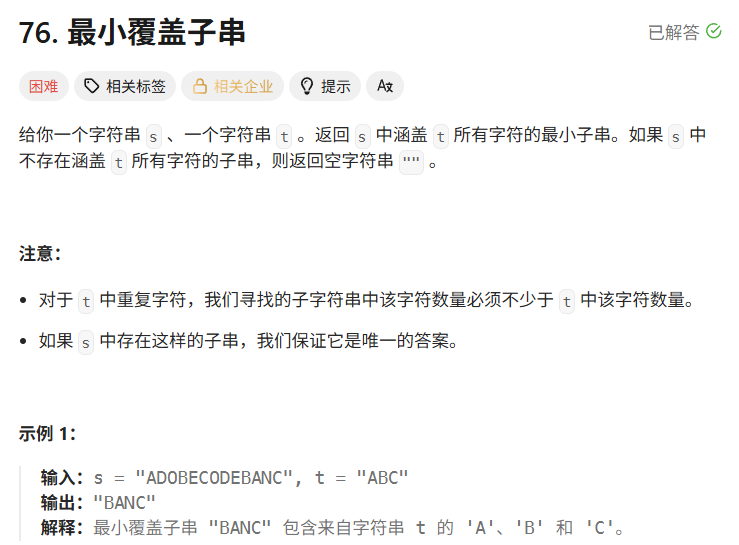 76. 最小覆盖子串
已解答
困难 相关标签 相关企业 提示 Aあ
给你一个字符串 s 、一个字符串 t 。返回 s 中涵盖 t 所有字符的最小子串。如果 s 中
不存在涵盖 t 所有字符的子串，则返回空字符串 "" 。
注意：
• 对于 t 中重复字符，我们寻找的子字符串中该字符数量必须不少于 t 中该字符数量。
• 如果 s 中存在这样的子串，我们保证它是唯一的答案。
示例 1：
输入：s = "ADOBECODEBANC", t = "ABC"
输出："BANC"
解释：最小覆盖子串 "BANC" 包含来自字符串 t 的 'A'、'B' 和 'C'。